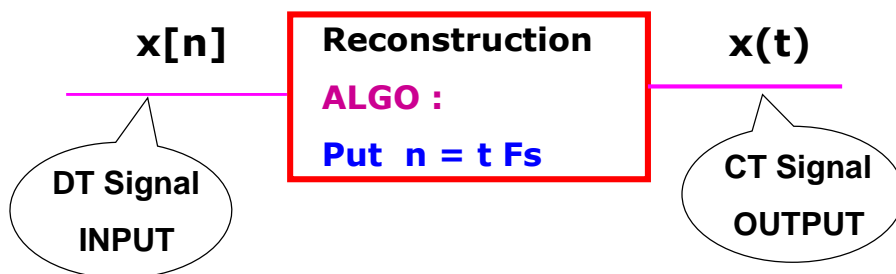 x[n]
Reconstruction
ALGO :
Put n = t Fs
x(t)
DT Signal
INPUT
CT Signal
OUTPUT